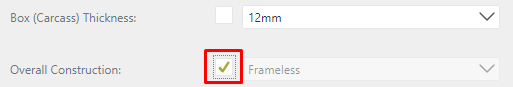 Box (Carcass) Thickness: 12mm
Overall Construction: Frameless